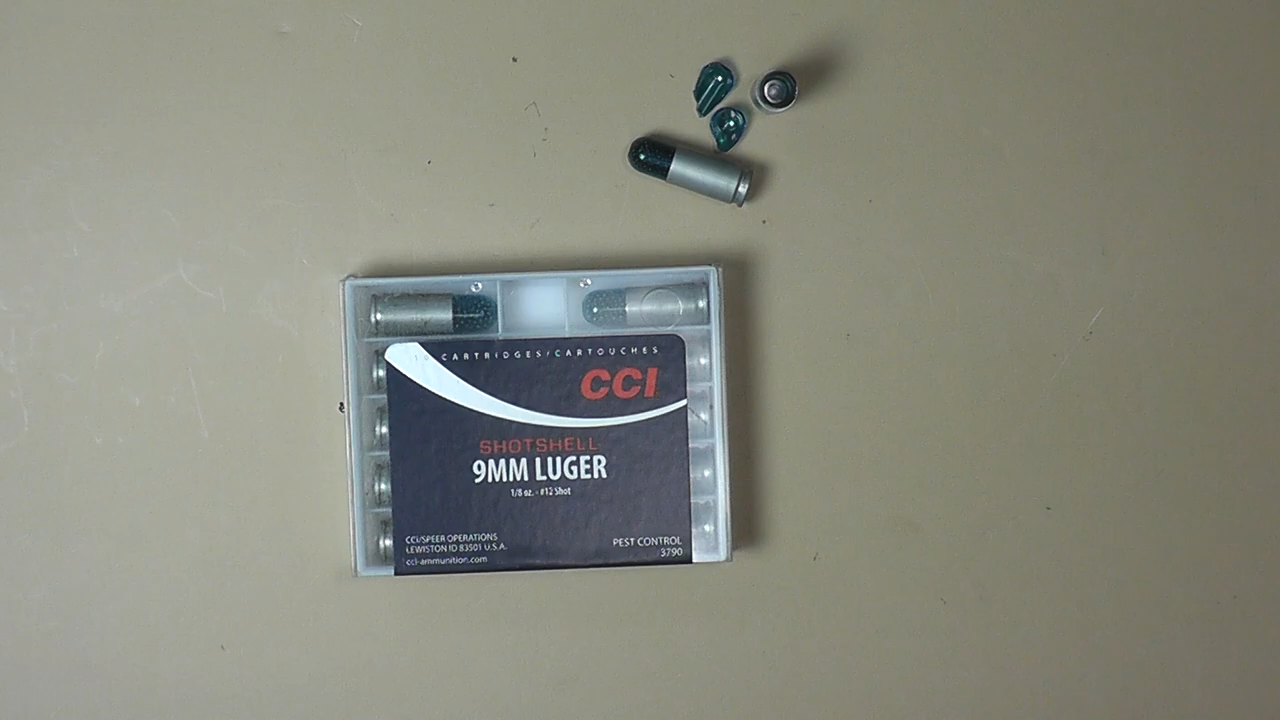 10 CARTRIDGES/CARTOUCHES
CCI
SHOTSHELL
9MM LUGER
1/8 oz. - #12 Shot
CCI/SPEER OPERATIONS
LEWISTON ID 83501 U.S.A.
cci-ammunition.com
PEST CONTROL
3790